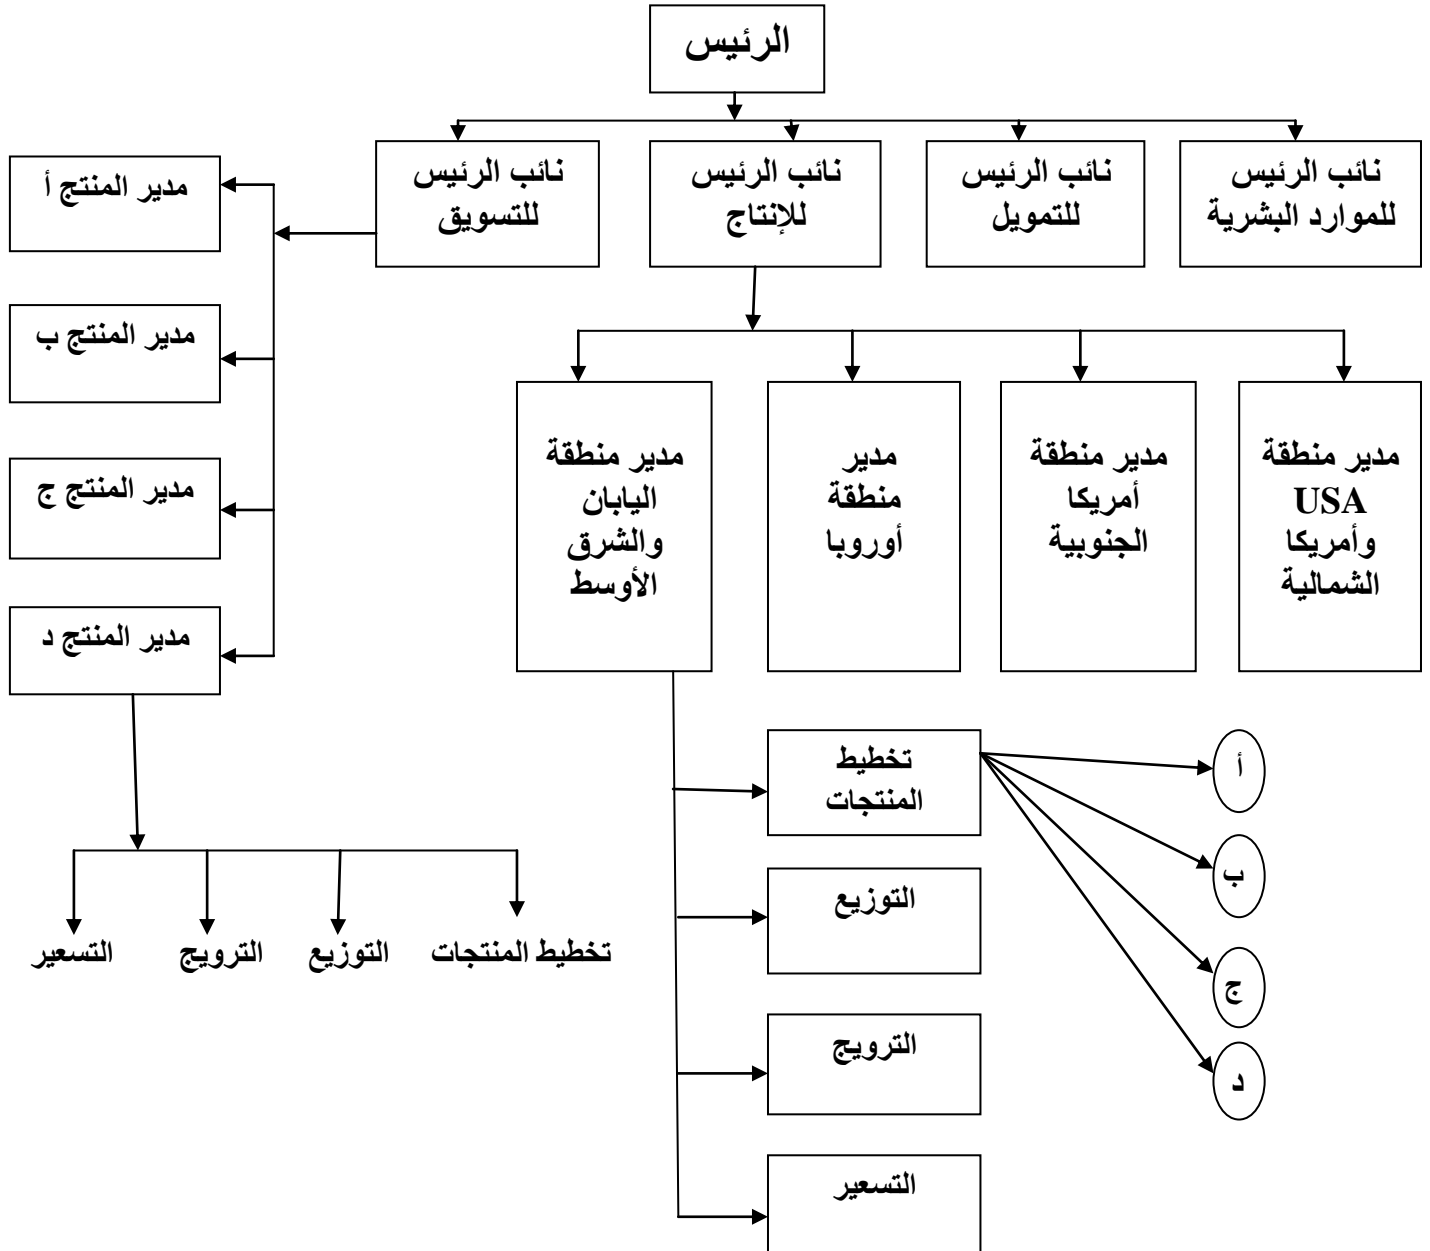 الرئيس
نائب الرئيس
للموارد البشرية
نائب الرئيس
للتمويل
نائب الرئيس
للإنتاج
نائب الرئيس
للتسويق
مدير المنتج أ
مدير المنتج ب
مدير المنتج ج
مدير المنتج د
مدير منطقة
USA
وأمريكا
الشمالية
مدير منطقة
أمريكا
الجنوبية
مدير
منطقة
أوروبا
مدير منطقة
اليابان
والشرق
الأوسط
تخطيط
المنتجات
التوزيع
الترويج
التسعير
أ
ب
ج
د
تخطيط المنتجات
التوزيع
الترويج
التسعير